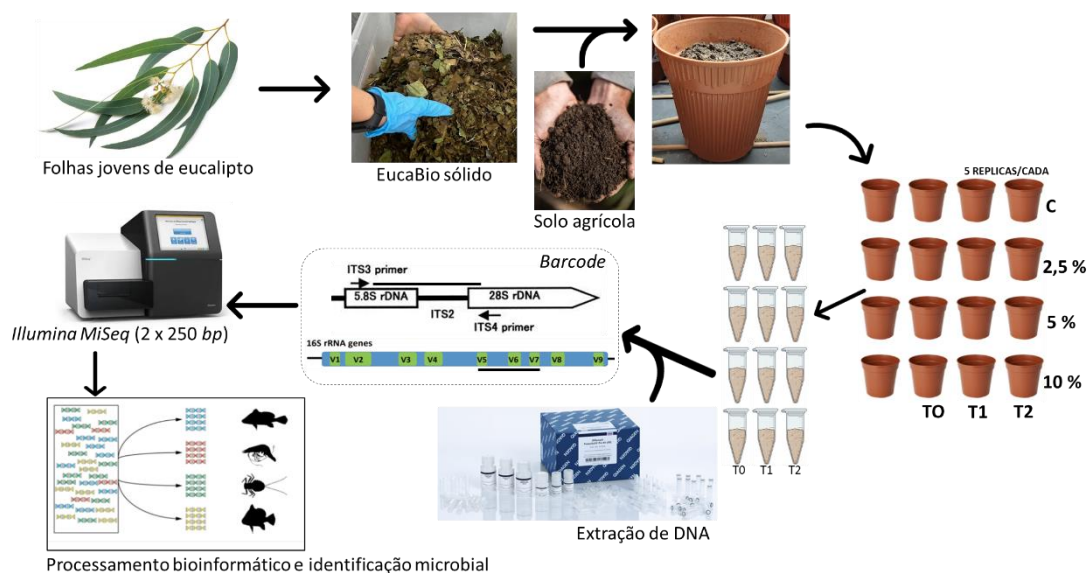 Folhas jovens de eucalipto
EucaBio sólido
Solo agrícola
5 REPLICAS/CADA
C
2,5 %
5 %
10 %
TO T1 T2
T0 T1 T2
Extração de DNA
QIAGEN
Barcode
ITS3 primer
5.8S rDNA
28S rDNA
ITS2
ITS4 primer
16S rRNA genes
V1 V2 V3 V4 V5 V6 V7 V8 V9
Illumina MiSeq (2 x 250 bp)
Processamento bioinformático e identificação microbial